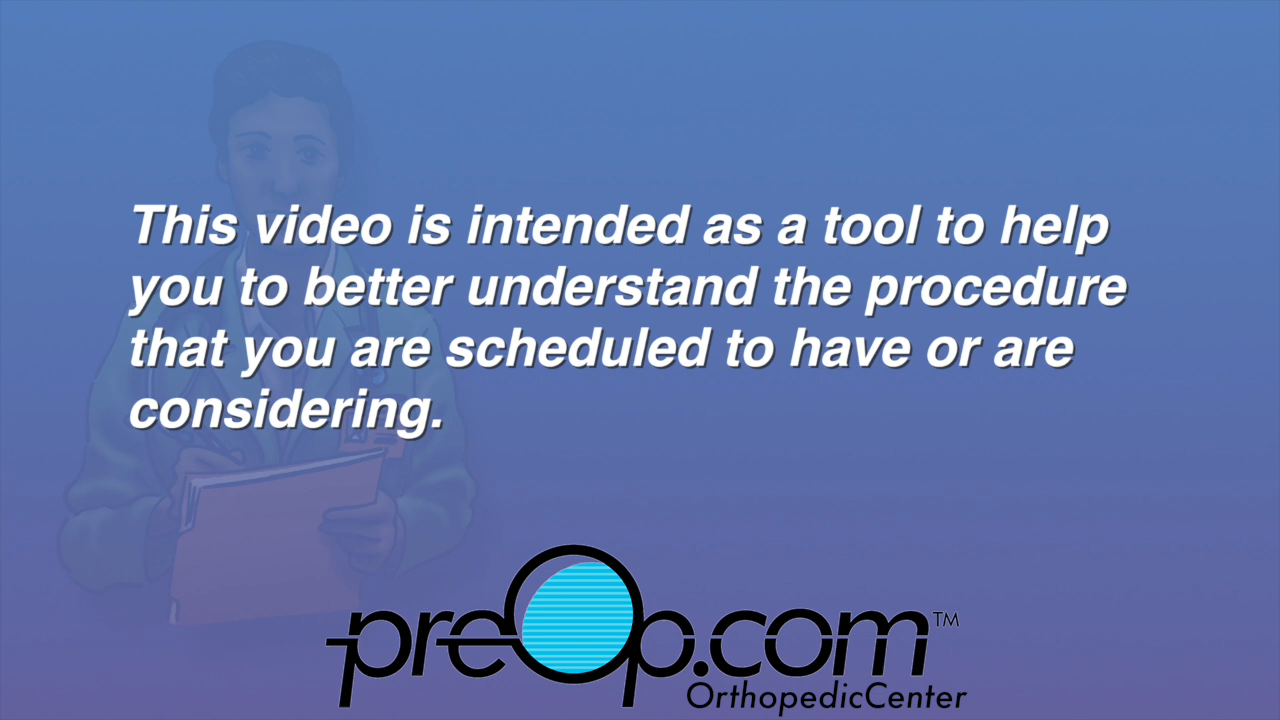 This video is intended as a tool to help
you to better understand the procedure
that you are scheduled to have or are
considering.
preOp.com™
OrthopedicCenter